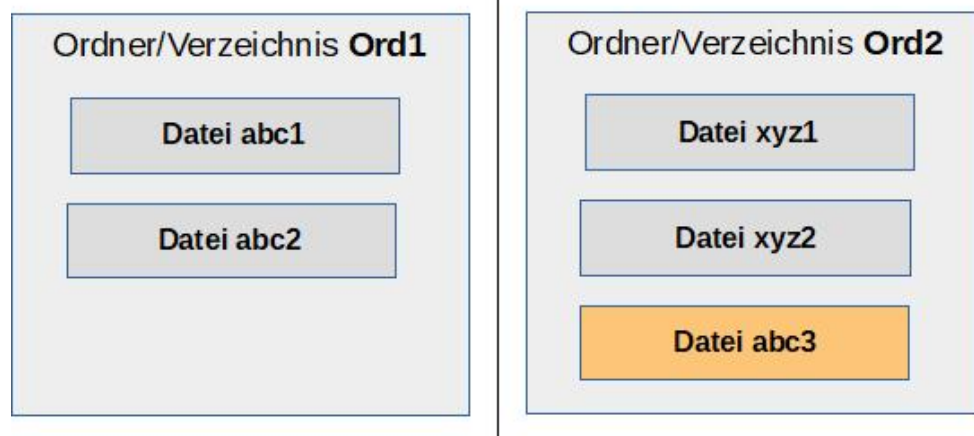 Ordner/Verzeichnis Ord1
Datei abc1
Datei abc2
Ordner/Verzeichnis Ord2
Datei xyz1
Datei xyz2
Datei abc3